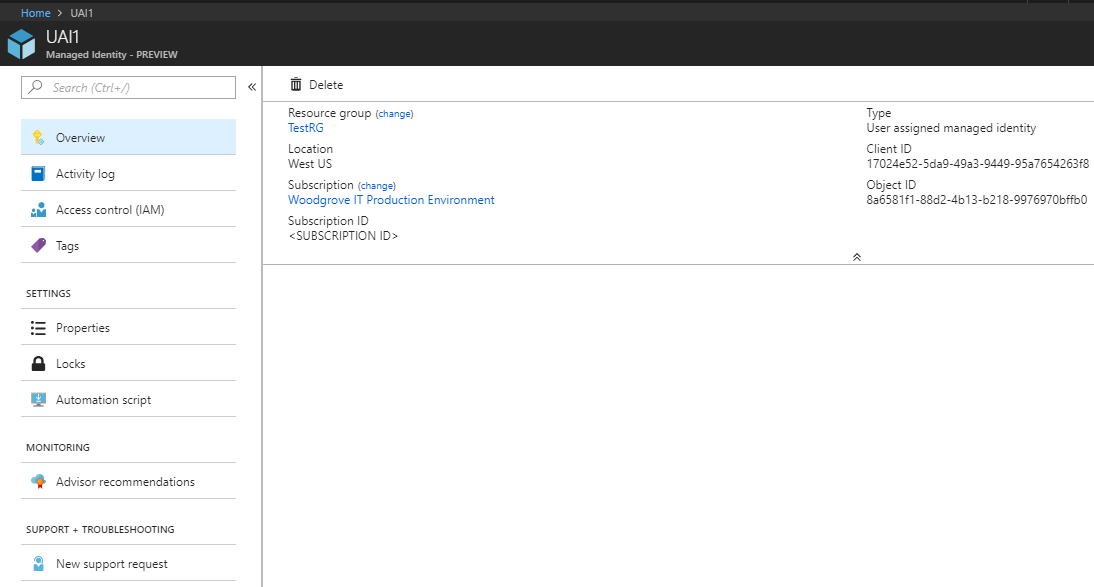 Home > UAI1
UAI1
Managed Identity - PREVIEW
Search (Ctrl+/)
«
Overview
Activity log
Access control (IAM)
Tags
SETTINGS
Properties
Locks
Automation script
MONITORING
Advisor recommendations
SUPPORT + TROUBLESHOOTING
New support request
Delete
Resource group (change)
TestRG
Location
West US
Subscription (change)
Woodgrove IT Production Environment
Subscription ID
<SUBSCRIPTION ID>
Type
User assigned managed identity
Client ID
17024e52-5da9-49a3-9449-95a7654263f8
Object ID
8a6581f1-88d2-4b13-b218-9976970bffb0